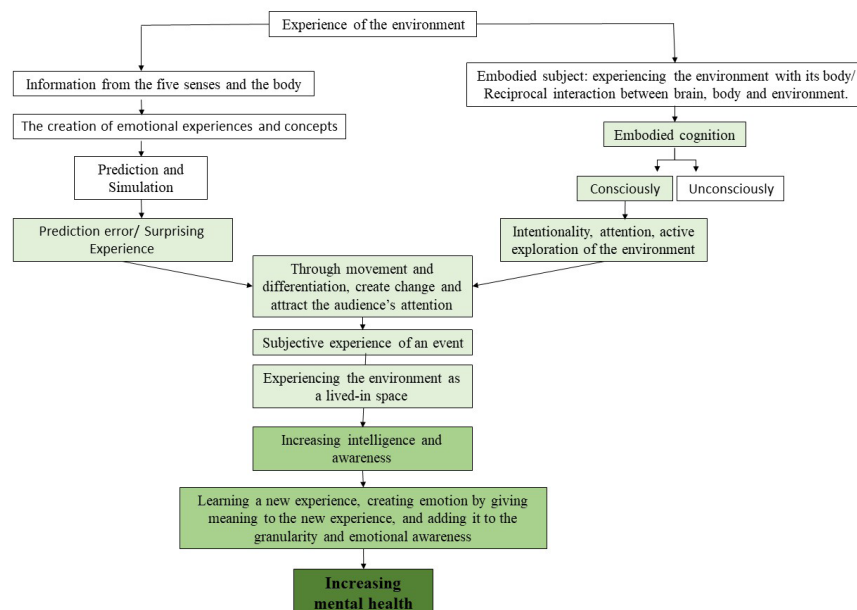 Experience of the environment
Information from the five senses and the body
Embodied subject: experiencing the environment with its body/
Reciprocal interaction between brain, body and environment.
The creation of emotional experiences and concepts
Embodied cognition
Prediction and
Simulation
Consciously
Unconsciously
Prediction error/ Surprising
Experience
Intentionality, attention, active
exploration of the environment
Through movement and
differentiation, create change and
attract the audience’s attention
Subjective experience of an event
Experiencing the environment as
a lived-in space
Increasing intelligence and
awareness
Learning a new experience, creating emotion by giving
meaning to the new experience, and adding it to the
granularity and emotional awareness
Increasing
mental health